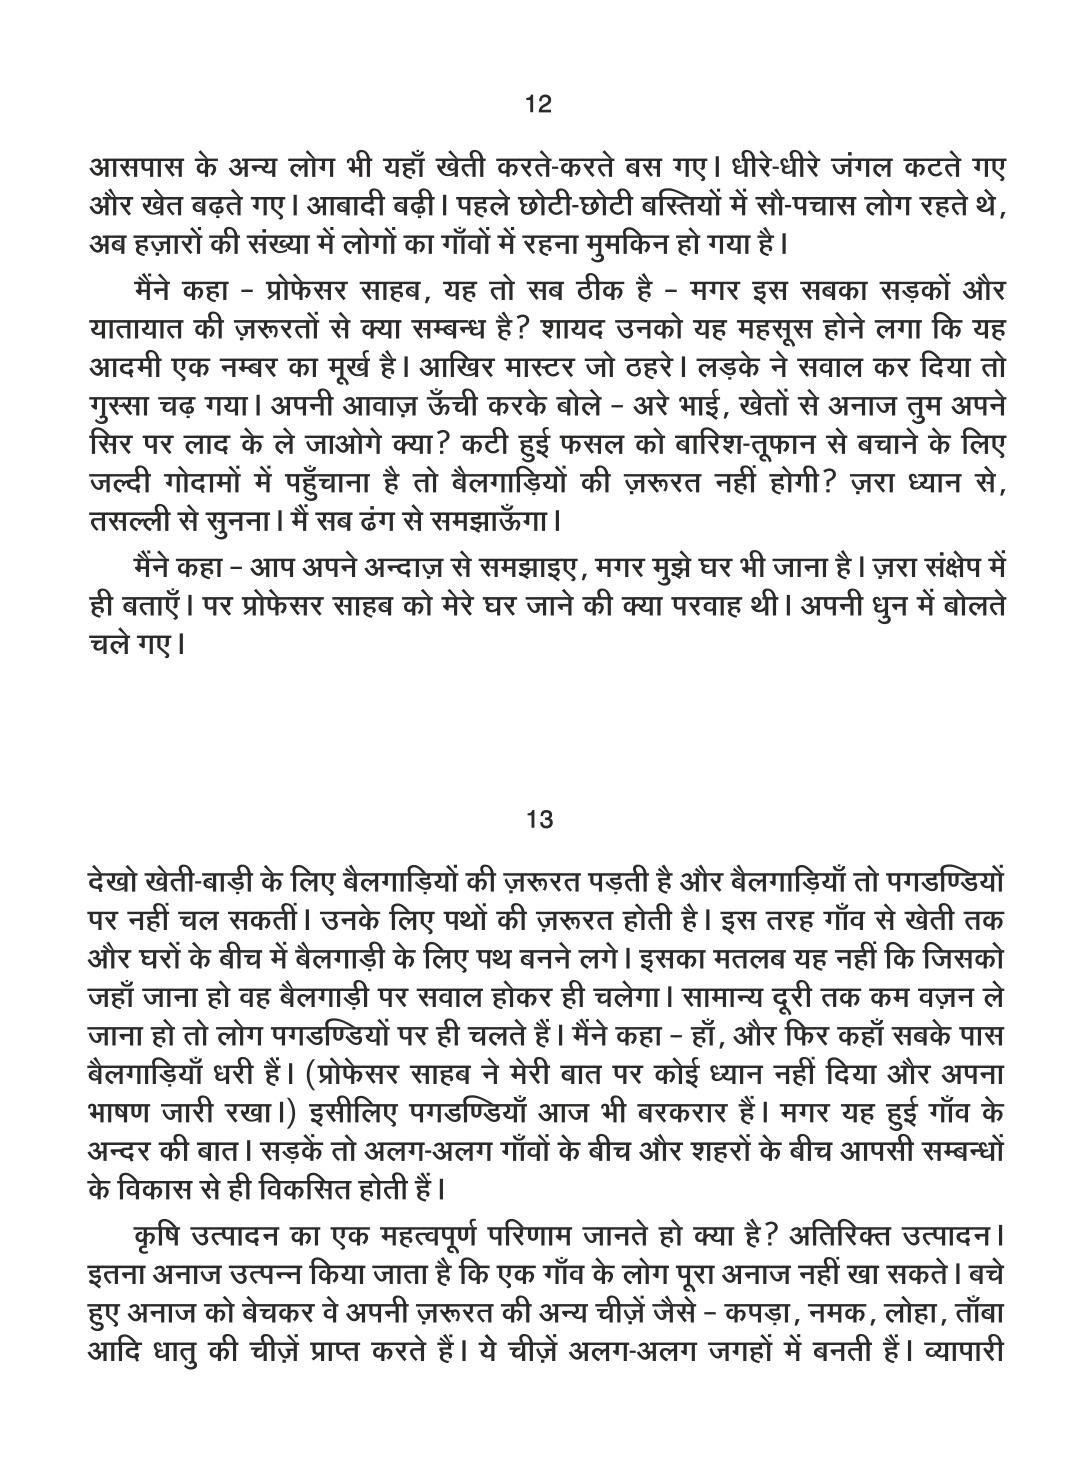 12
आसपास के अन्य लोग भी यहाँ खेती करते-करते बस गए। धीरे-धीरे जंगल कटते गए
और खेत बढ़ते गए। आबादी बढ़ी। पहले छोटी-छोटी बस्तियों में सौ-पचास लोग रहते थे,
अब हज़ारों की संख्या में लोगों का गाँवों में रहना मुमकिन हो गया है।
मैंने कहा – प्रोफेसर साहब, यह तो सब ठीक है – मगर इस सबका सड़कों और
यातायात की ज़रूरतों से क्या सम्बन्ध है? शायद उनको यह महसूस होने लगा कि यह
आदमी एक नम्बर का मूर्ख है। आखिर मास्टर जो ठहरे। लड़के ने सवाल कर दिया तो
गुस्सा चढ़ गया। अपनी आवाज़ ऊँची करके बोले – अरे भाई, खेतों से अनाज तुम अपने
सिर पर लाद के ले जाओगे क्या? कटी हुई फसल को बारिश-तूफान से बचाने के लिए
जल्दी गोदामों में पहुँचाना है तो बैलगाड़ियों की ज़रूरत नहीं होगी? ज़रा ध्यान से,
तसल्ली से सुनना। मैं सब ढंग से समझाऊँगा।
मैंने कहा – आप अपने अन्दाज़ से समझाइए, मगर मुझे घर भी जाना है। ज़रा संक्षेप में
ही बताएँ। पर प्रोफेसर साहब को मेरे घर जाने की क्या परवाह थी। अपनी धुन में बोलते
चले गए।
13
देखो खेती-बाड़ी के लिए बैलगाड़ियों की ज़रूरत पड़ती है और बैलगाड़ियाँ तो पगडण्डियों
पर नहीं चल सकतीं। उनके लिए पथों की ज़रूरत होती है। इस तरह गाँव से खेती तक
और घरों के बीच में बैलगाड़ी के लिए पथ बनने लगे। इसका मतलब यह नहीं कि जिसको
जहाँ जाना हो वह बैलगाड़ी पर सवाल होकर ही चलेगा। सामान्य दूरी तक कम वज़न ले
जाना हो तो लोग पगडण्डियों पर ही चलते हैं। मैंने कहा – हाँ, और फिर कहाँ सबके पास
बैलगाड़ियाँ धरी हैं। (प्रोफेसर साहब ने मेरी बात पर कोई ध्यान नहीं दिया और अपना
भाषण जारी रखा।) इसीलिए पगडण्डियाँ आज भी बरकरार हैं। मगर यह हुई गाँव के
अन्दर की बात। सड़कें तो अलग-अलग गाँवों के बीच और शहरों के बीच आपसी सम्बन्धों
के विकास से ही विकसित होती हैं।
कृषि उत्पादन का एक महत्वपूर्ण परिणाम जानते हो क्या है? अतिरिक्त उत्पादन।
इतना अनाज उत्पन्न किया जाता है कि एक गाँव के लोग पूरा अनाज नहीं खा सकते। बचे
हुए अनाज को बेचकर वे अपनी ज़रूरत की अन्य चीज़ें जैसे – कपड़ा, नमक, लोहा, ताँबा
आदि धातु की चीज़ें प्राप्त करते हैं। ये चीज़ें अलग-अलग जगहों में बनती हैं। व्यापारी